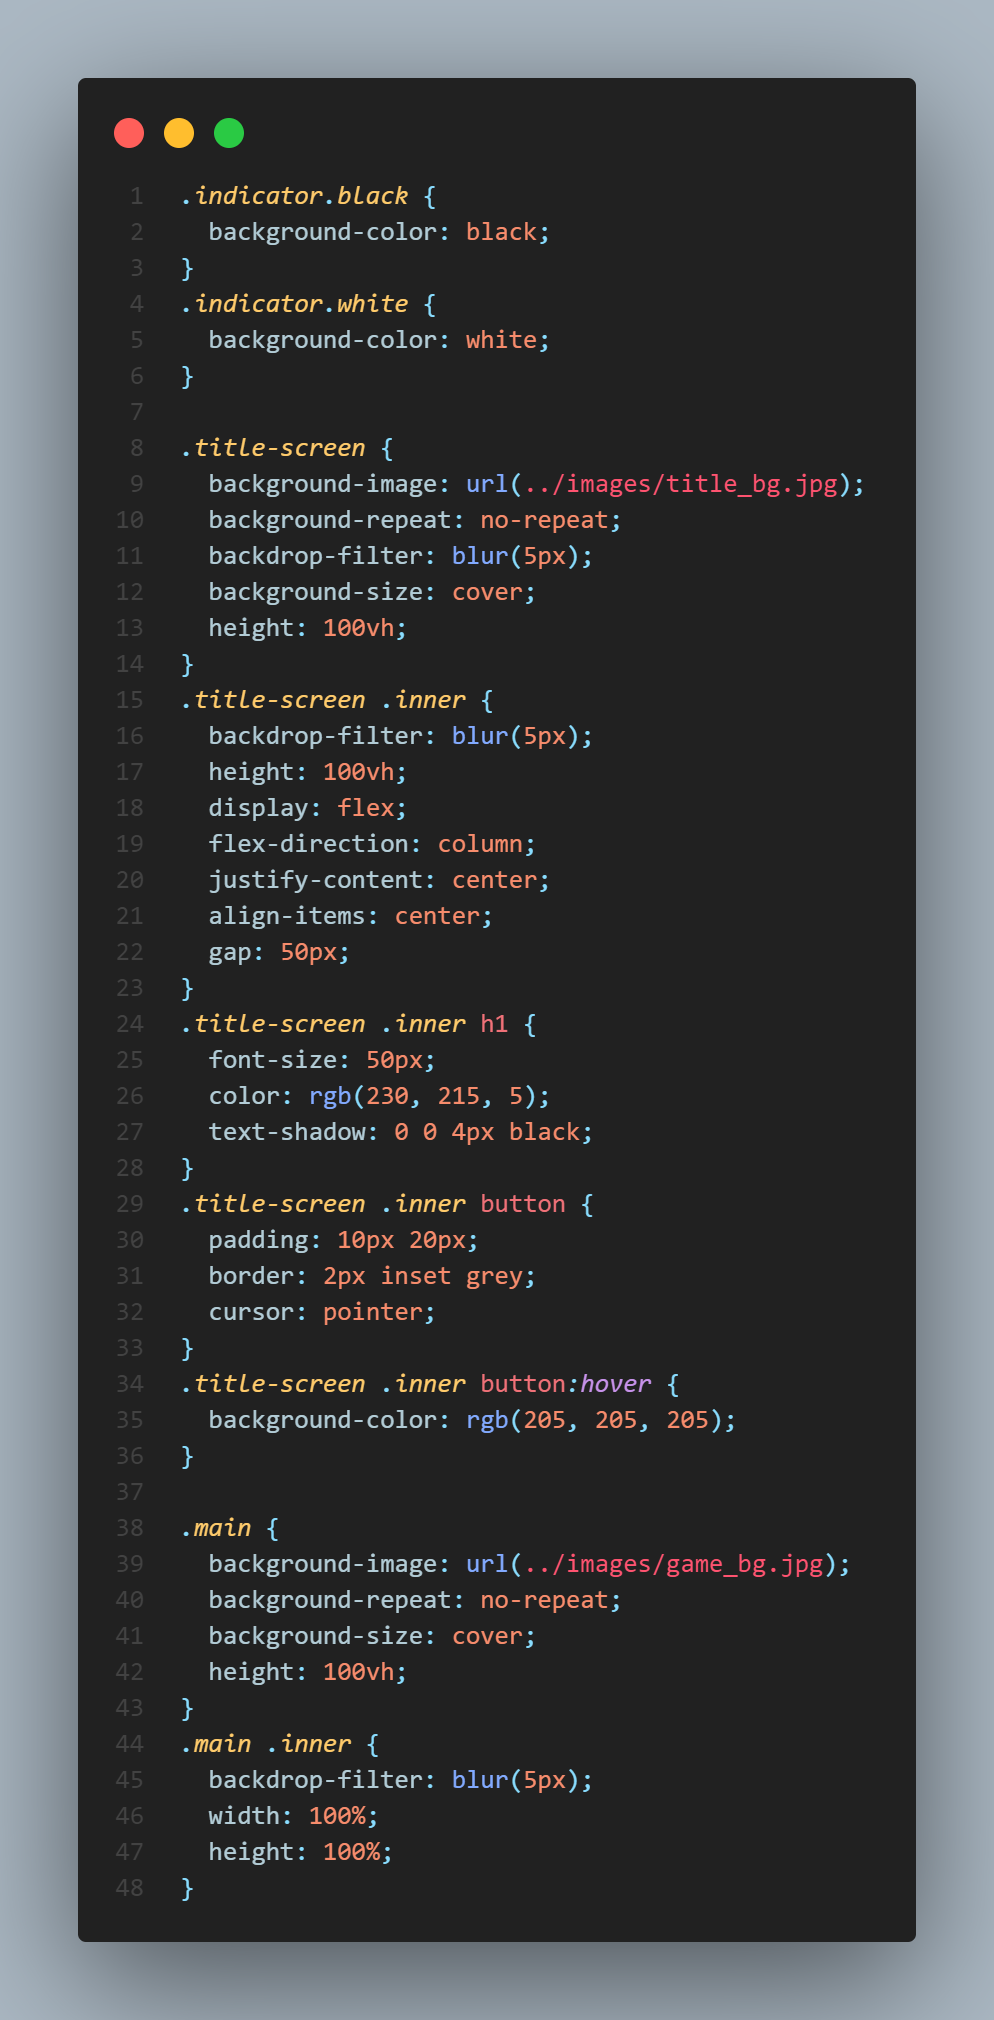 1 .indicator.black {
2   background-color: black;
3 }
4 .indicator.white {
5   background-color: white;
6 }
7
8 .title-screen {
9   background-image: url(../images/title_bg.jpg);
10   background-repeat: no-repeat;
11   backdrop-filter: blur(5px);
12   background-size: cover;
13   height: 100vh;
14 }
15 .title-screen .inner {
16   backdrop-filter: blur(5px);
17   height: 100vh;
18   display: flex;
19   flex-direction: column;
20   justify-content: center;
21   align-items: center;
22   gap: 50px;
23 }
24 .title-screen .inner h1 {
25   font-size: 50px;
26   color: rgb(230, 215, 5);
27   text-shadow: 0 0 4px black;
28 }
29 .title-screen .inner button {
30   padding: 10px 20px;
31   border: 2px inset grey;
32   cursor: pointer;
33 }
34 .title-screen .inner button:hover {
35   background-color: rgb(205, 205, 205);
36 }
37
38 .main {
39   background-image: url(../images/game_bg.jpg);
40   background-repeat: no-repeat;
41   background-size: cover;
42   height: 100vh;
43 }
44 .main .inner {
45   backdrop-filter: blur(5px);
46   width: 100%;
47   height: 100%;
48 }